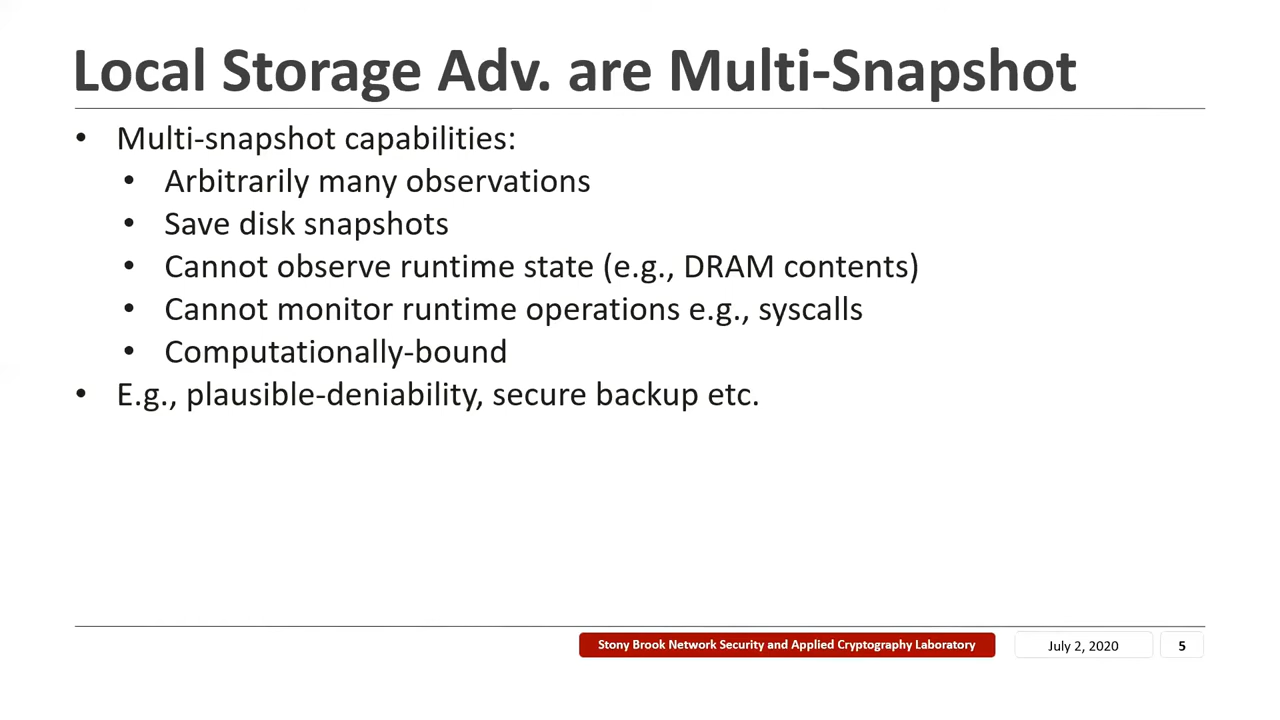 Local Storage Adv. are Multi-Snapshot
• Multi-snapshot capabilities:
• Arbitrarily many observations
• Save disk snapshots
• Cannot observe runtime state (e.g., DRAM contents)
• Cannot monitor runtime operations e.g., syscalls
• Computationally-bound
• E.g., plausible-deniability, secure backup etc.
Stony Brook Network Security and Applied Cryptography Laboratory
July 2, 2020
5